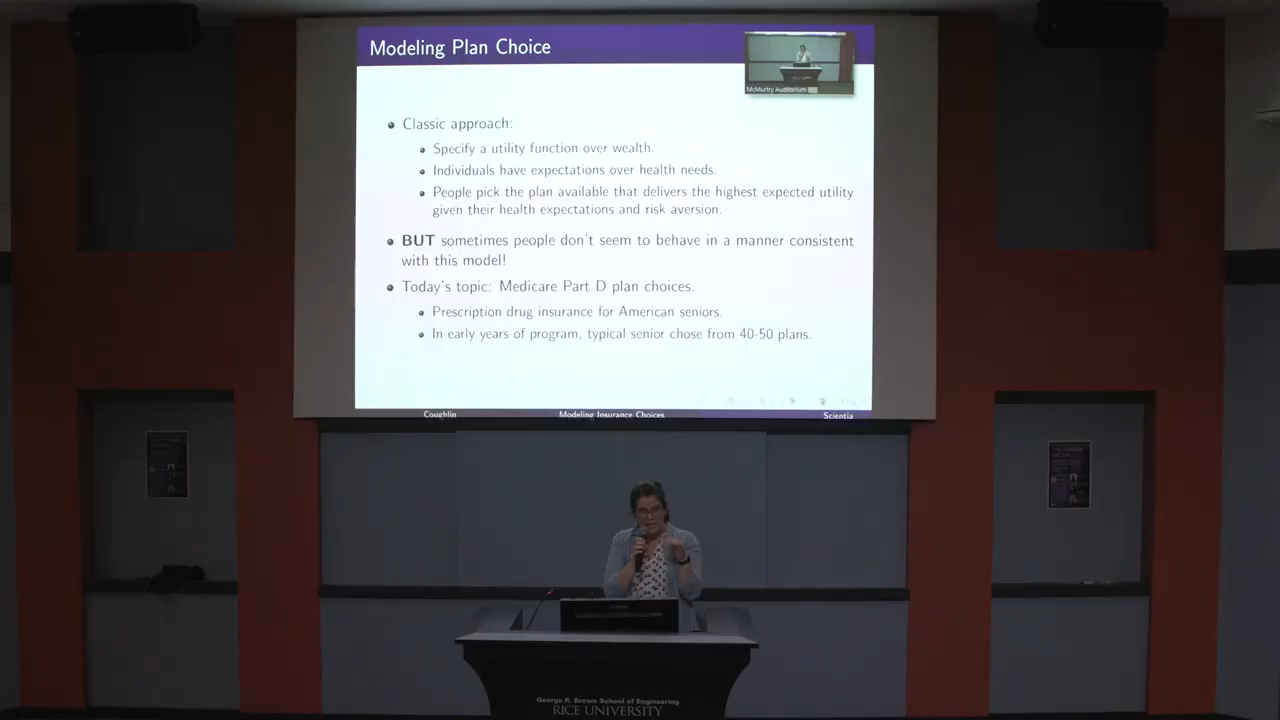 Modeling Plan Choice
McMurtry Auditorium
Classic approach:
Specify a utility function over wealth.
Individuals have expectations over health needs.
People pick the plan available that delivers the highest expected utility
given their health expectations and risk aversion.
BUT sometimes people don't seem to behave in a manner consistent
with this model!
Today's topic: Medicare Part D plan choices.
Prescription drug insurance for American seniors.
In early years of program, typical senior chose from 40-50 plans.
Coughlin Modeling Insurance Choices Scientia
George R. Brown School of Engineering
RICE UNIVERSITY